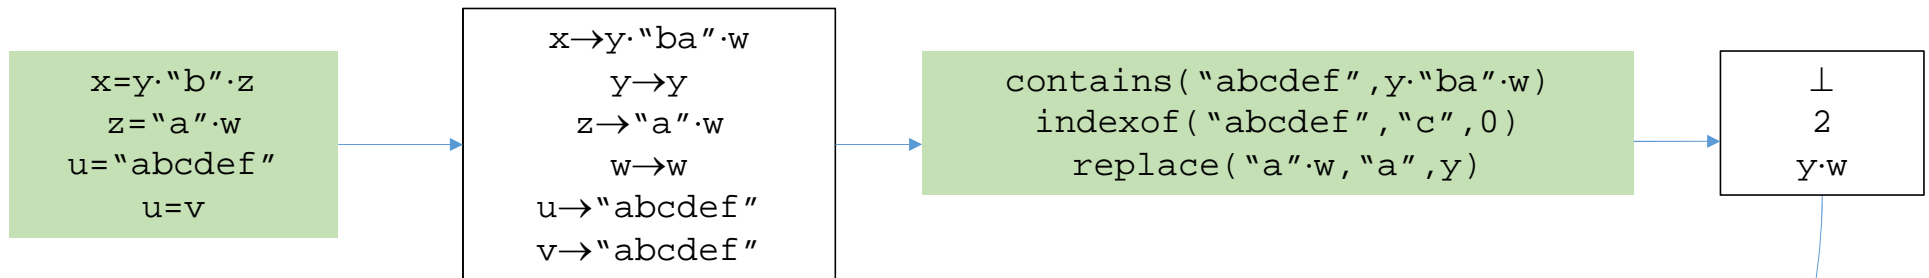 x=y·“b”·z
z=“a”·w
u=“abcdef”
u=v
x→y·“ba”·w
y→y
z→“a”·w
w→w
u→“abcdef”
v→“abcdef”
contains(“abcdef”,y·“ba”·w)
indexof(“abcdef”,“c”,0)
replace(“a”·w,“a”,y)
⊥
2
y·w